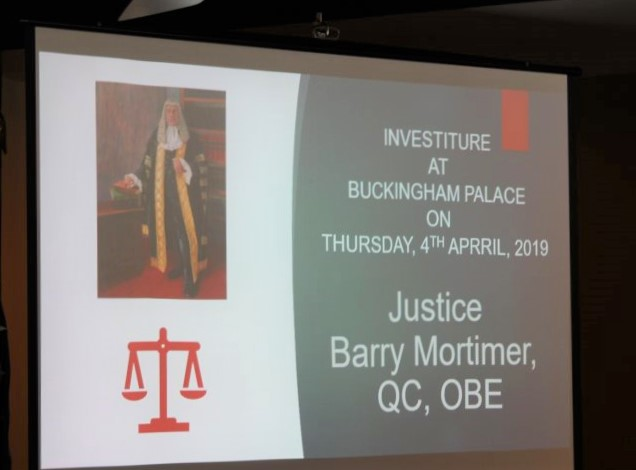 INVESTITURE
AT
BUCKINGHAM PALACE
ON
THURSDAY, 4TH APRRIL, 2019
Justice
Barry Mortimer,
QC, OBE